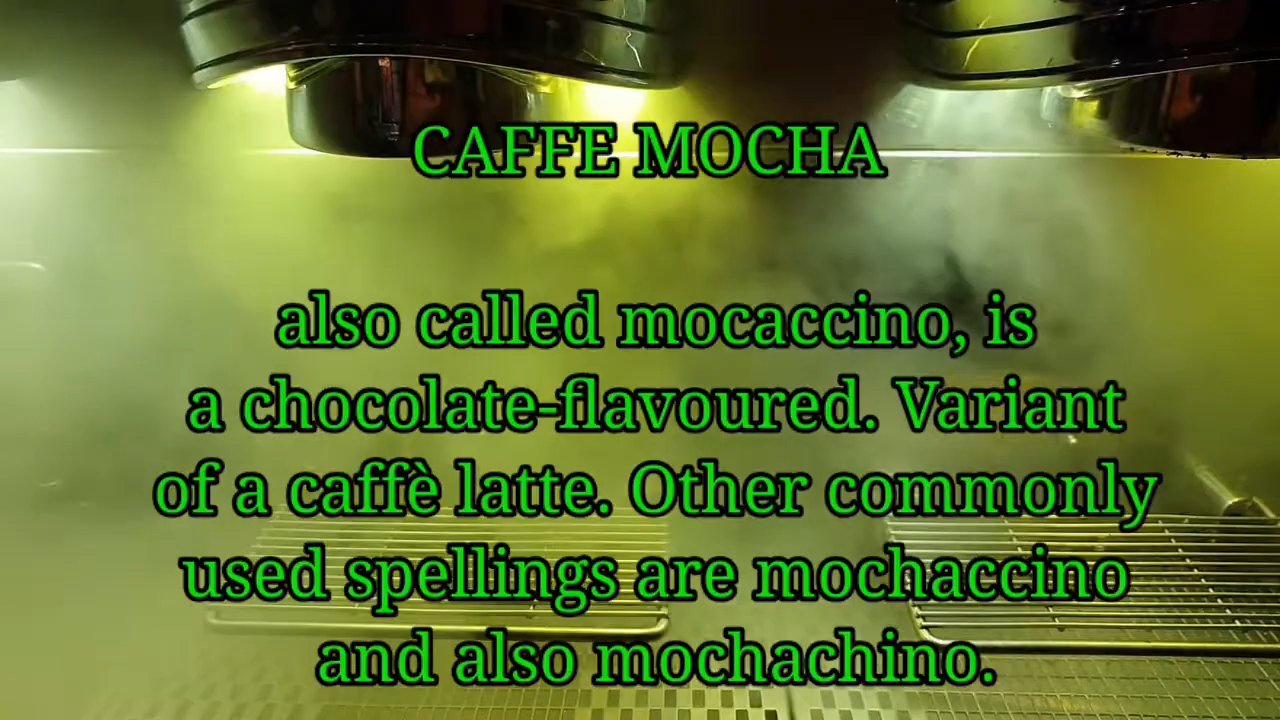 CAFFE MOCHA
also called mocaccino, is
a chocolate-flavoured. Variant
of a caffè latte. Other commonly
used spellings are mochaccino
and also mochachino.